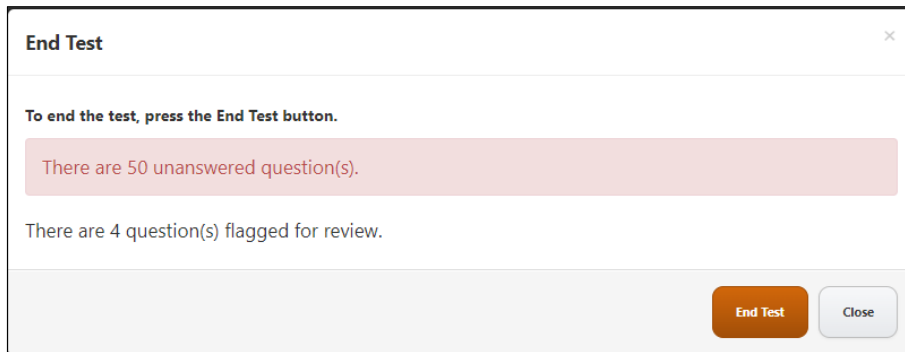 End Test
×
To end the test, press the End Test button.
There are 50 unanswered question(s).
There are 4 question(s) flagged for review.
End Test
Close